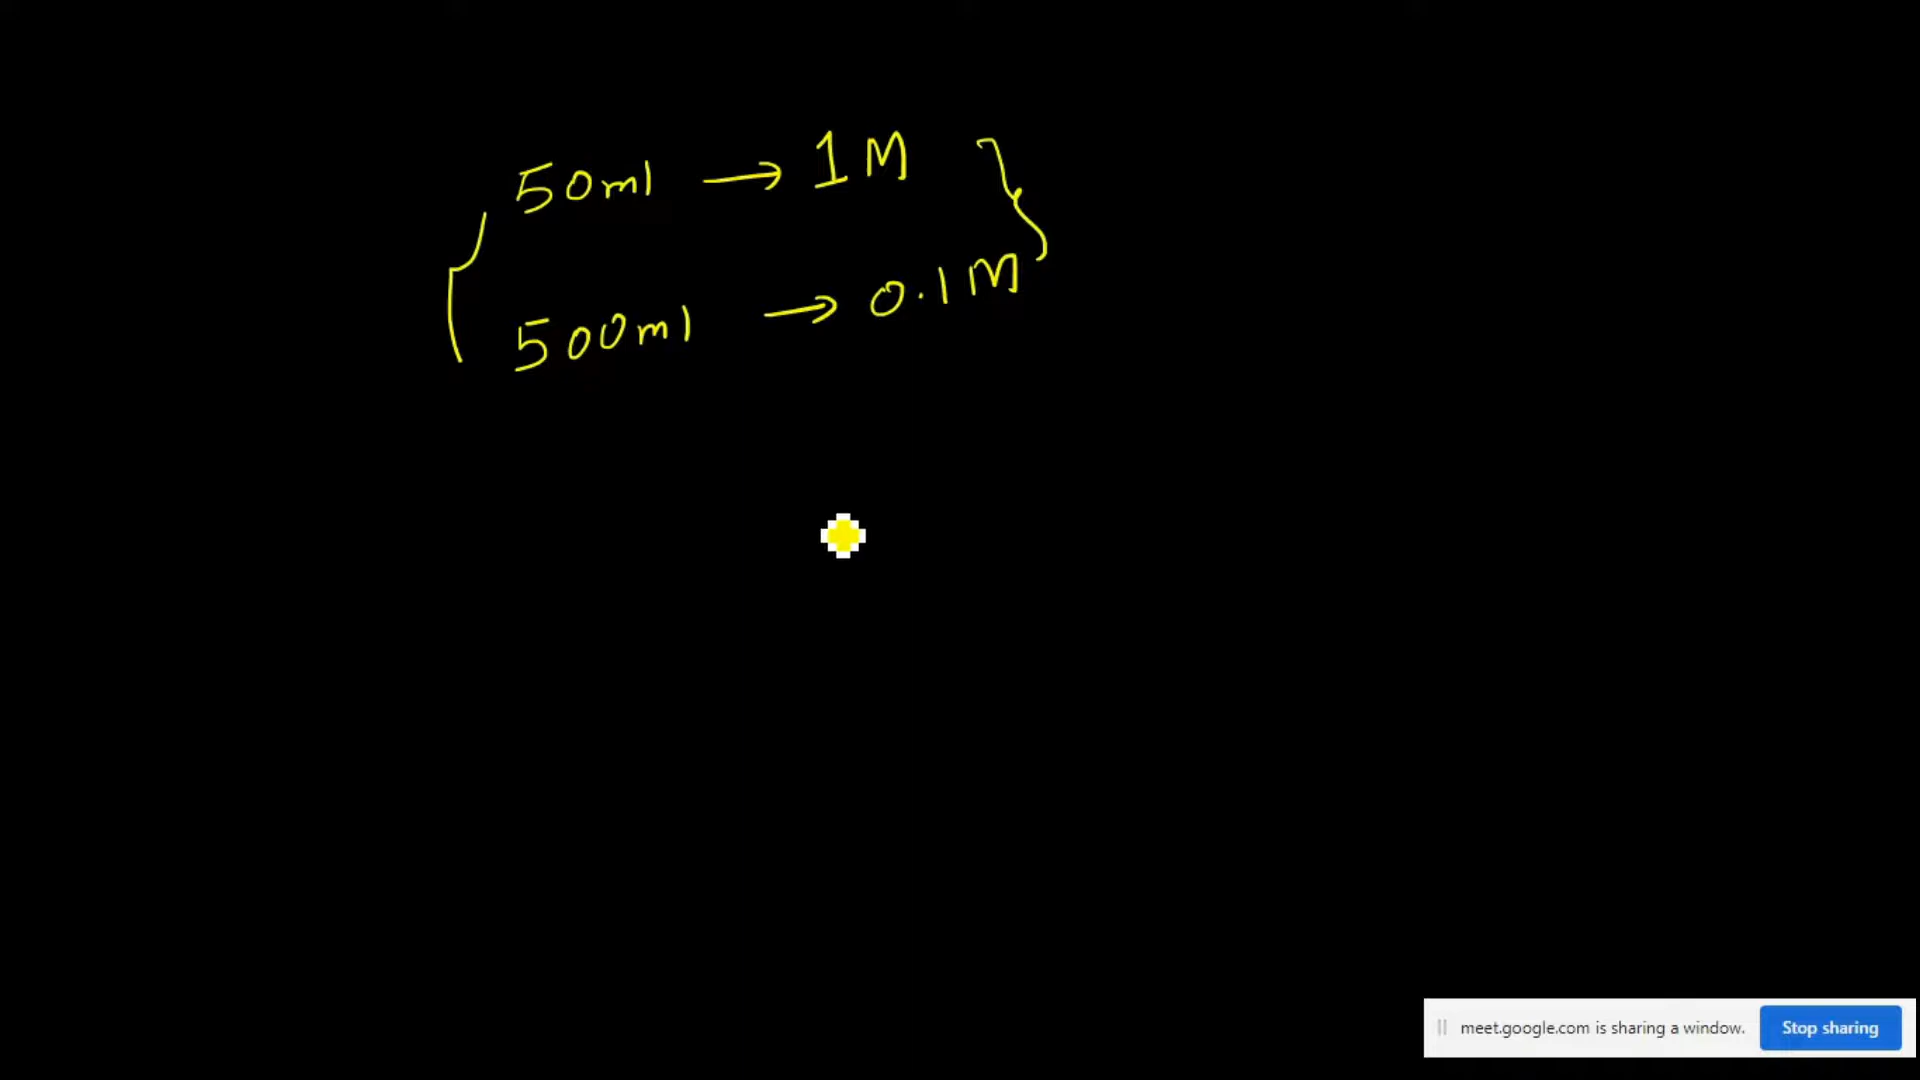 50ml → 1M
500ml → 0.1M
meet.google.com is sharing a window. Stop sharing